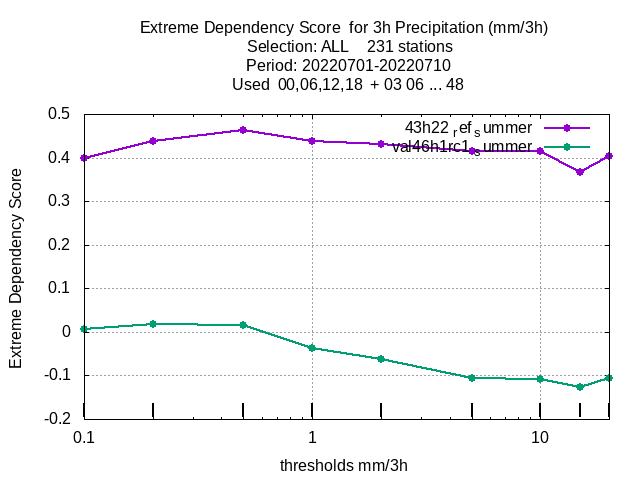 Extreme Dependency Score  for 3h Precipitation (mm/3h)
Selection: ALL    231 stations
Period: 20220701-20220710
Used  00,06,12,18  + 03 06 ... 48
43h22 ref summer
val46h1rc1 summer
Extreme Dependency Score
0.5
0.4
0.3
0.2
0.1
0
-0.1
-0.2
0.1 1 10
thresholds mm/3h